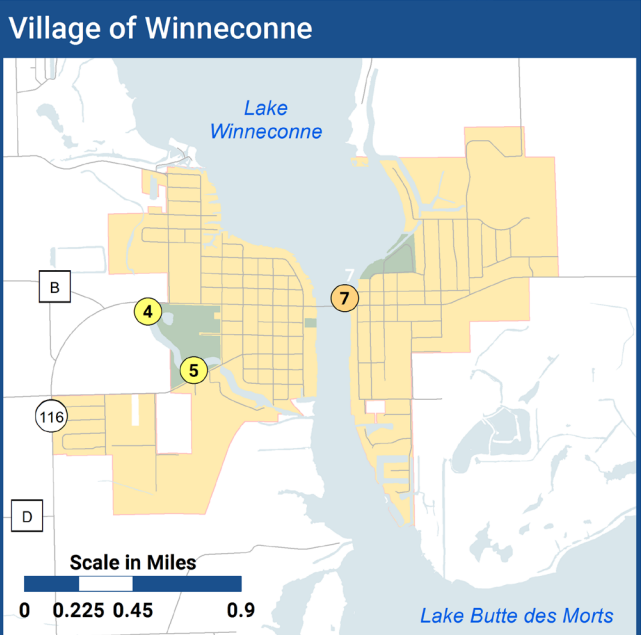 Village of Winneconne
Lake
Winneconne
7
7
B
4
5
116
D
Scale in Miles
0 0.225 0.45 0.9
Lake Butte des Morts